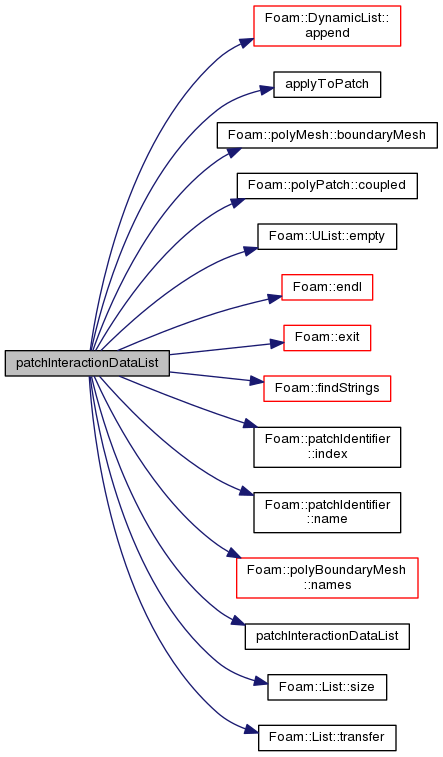 Foam::DynamicList::
append
applyToPatch
Foam::polyMesh::boundaryMesh
Foam::polyPatch::coupled
Foam::UList::empty
Foam::endl
Foam::exit
patchInteractionDataList
Foam::findStrings
Foam::patchIdentifier
::index
Foam::patchIdentifier
::name
Foam::polyBoundaryMesh
::names
patchInteractionDataList
Foam::List::size
Foam::List::transfer